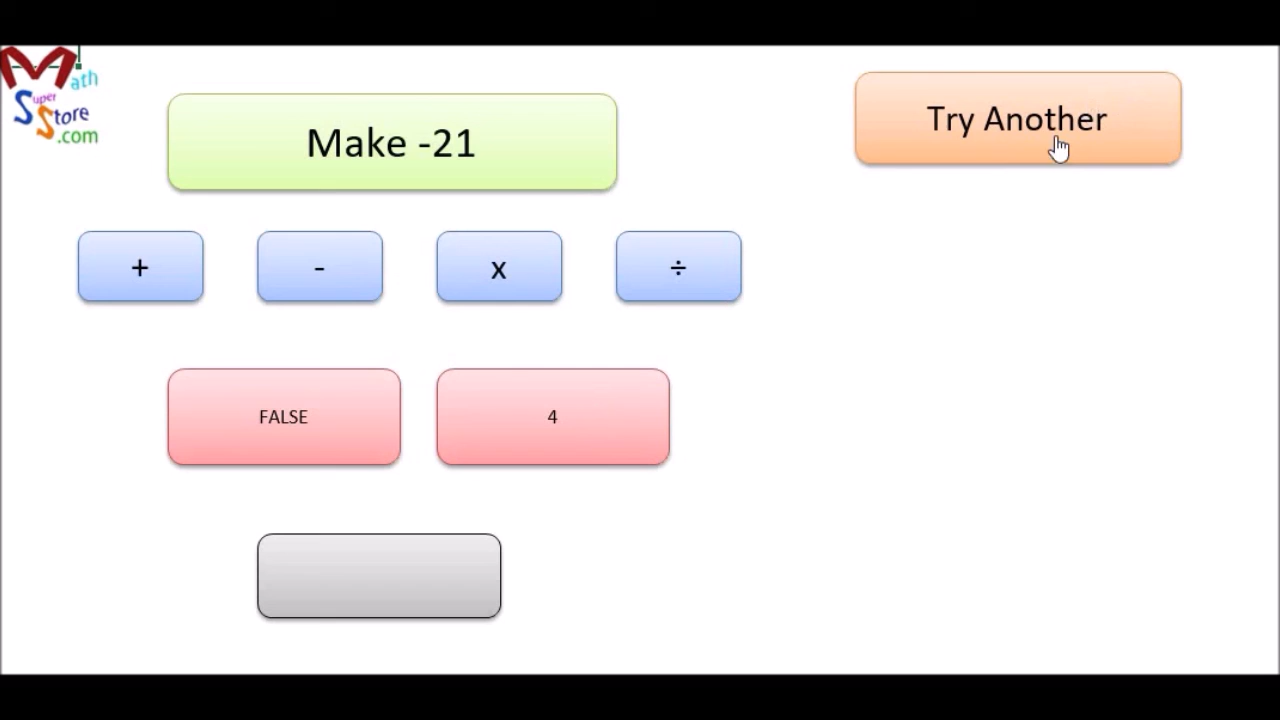 Math
Super
Store
.com
Make -21
Try Another
+ - x ÷
FALSE 4